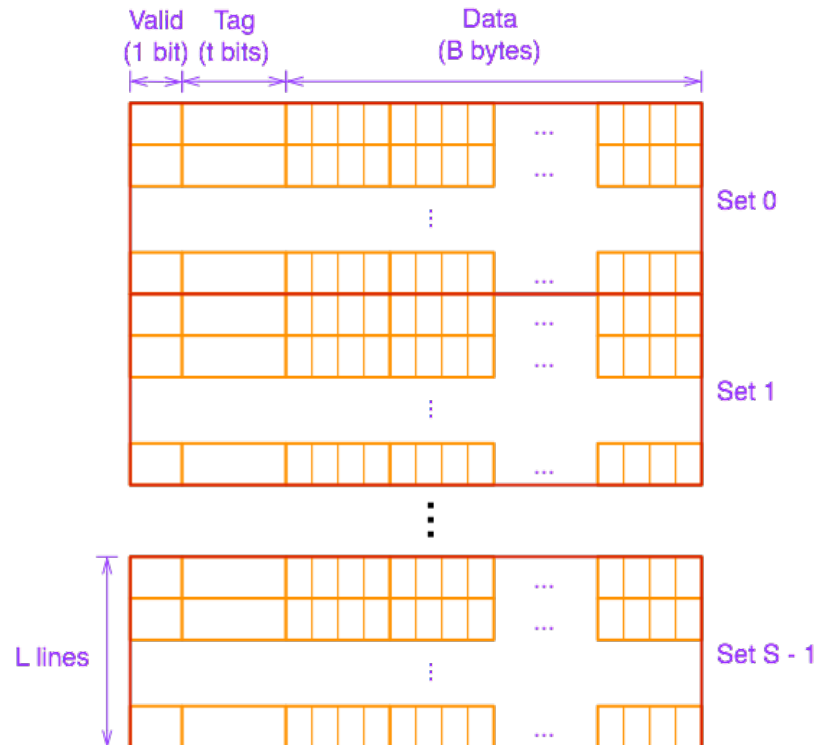 Valid Tag Data
(1 bit) (t bits) (B bytes)
...
...
Set 0
⋮
...
...
...
Set 1
⋮
...
⋮
...
...
L lines
Set S - 1
⋮
...